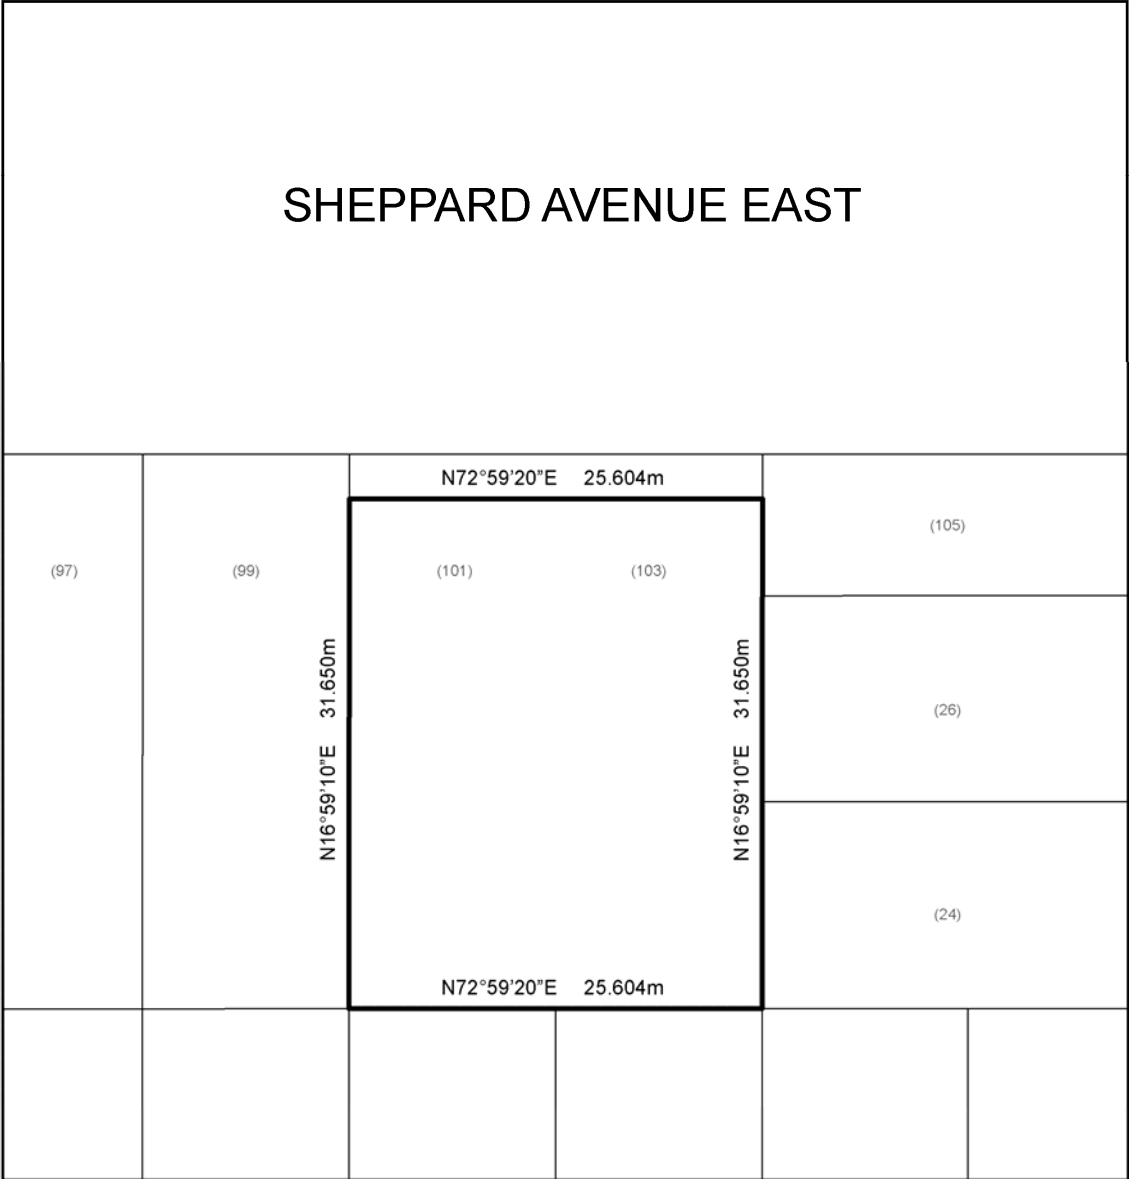 SHEPPARD AVENUE EAST
N72°59'20"E 25.604m
(105)
(97)
(99)
(101)
(103)
N16°59'10"E 31.650m
N16°59'10"E 31.650m
(26)
(24)
N72°59'20"E 25.604m